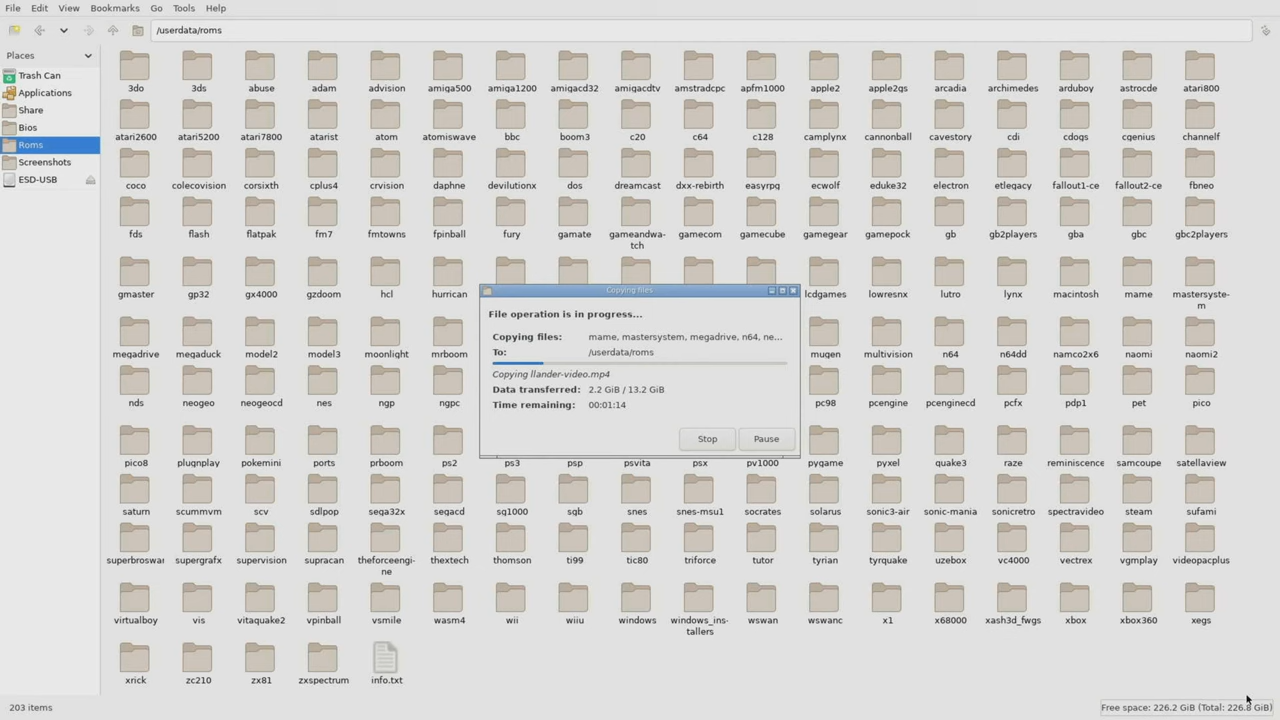 File Edit View Bookmarks Go Tools Help
/userdata/roms
Places
Trash Can
Applications
Share
Bios
Roms
Screenshots
ESD-USB
3do 3ds abuse adam advision amiga500 amiga1200 amigacd32 amigacdtv amstradcpc apfm1000 apple2 apple2gs arcadia archimedes arduboy astrocde atari800
atari2600 atari5200 atari7800 atarist atom atomiswave bbc boom3 c20 c64 c128 camplynx cannonball cavestory cdi cdogs cgenius channelf
coco colecovision corsixth cplus4 crvision daphne devilutionx dos dreamcast dxx-rebirth easyrpg ecwolf eduke32 electron etlegacy fallout1-ce fallout2-ce fbneo
fds flash flatpak fm7 fmtowns fpinball fury gamate gameandwa- gamecom gamecube gamegear gamepock gb gb2players gba gbc gbc2players
tch
gmaster gp32 gx4000 gzdoom hcl hurrican lcdgames lowresnx lutro lynx macintosh mame mastersyste-
m
megadrive megaduck model2 model3 moonlight mrboom mugen multivision n64 n64dd namco2x6 naomi naomi2
nds neogeo neogeocd nes ngp ngpc pc98 pcengine pcenginecd pcfx pdp1 pet pico
pico8 plugnplay pokemini ports prboom ps2 ps3 psp psvita psx pv1000 pygame pyxel quake3 raze reminiscence samcoupe satellaview
saturn scummvm scv sdlpop sega32x segacd sg1000 sgb snes snes-msu1 socrates solarus sonic3-air sonic-mania sonicretro spectravideo steam sufami
superbroswar supergrafx supervision supracan theforceengi- thextech thomson ti99 tic80 triforce tutor tyrian tyrquake uzebox vc4000 vectrex vgmplay videopacplus
ne
virtualboy vis vitaquake2 vpinball vsmile wasm4 wii wiiu windows windows_ins- wswan wswanc x1 x68000 xash3d_fwgs xbox xbox360 xegs
tallers
xrick zc210 zx81 zxspectrum info.txt
Copying files
File operation is in progress...
Copying files: mame, mastersystem, megadrive, n64, ne...
To: /userdata/roms
Copying llander-video.mp4
Data transferred: 2.2 GiB / 13.2 GiB
Time remaining: 00:01:14
Stop Pause
203 items
Free space: 226.2 GiB (Total: 226.8 GiB)